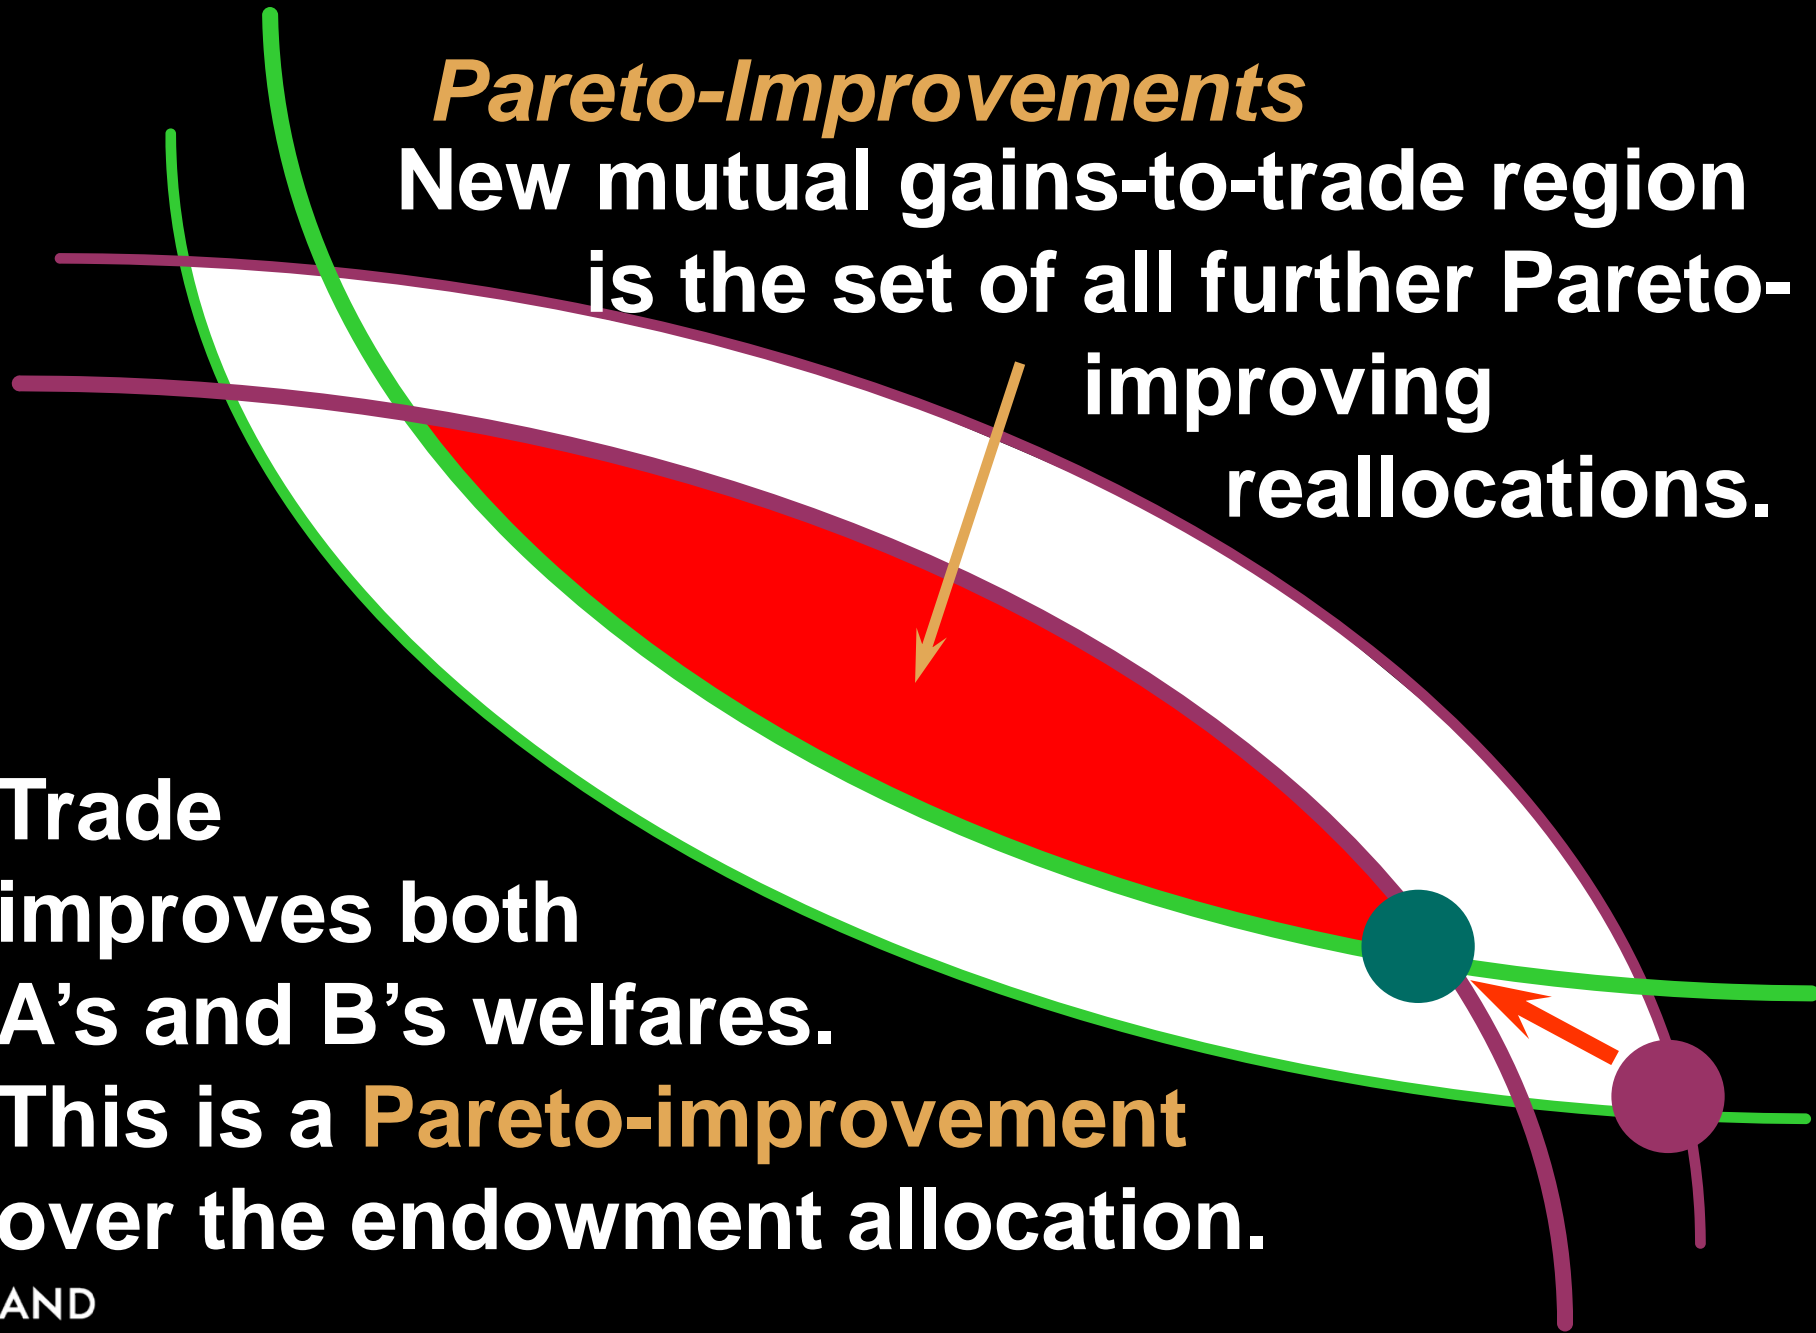 Pareto-Improvements
New mutual gains-to-trade region
is the set of all further Pareto-
improving
reallocations.
Trade
improves both
A’s and B’s welfares.
This is a Pareto-improvement
over the endowment allocation.
AND